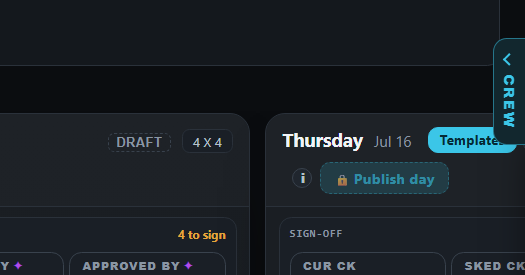 CREW
DRAFT
4 X 4
Thursday Jul 16
Templates
i
Publish day
4 to sign
SIGN-OFF
APPROVED BY
CUR CK
SKED CK